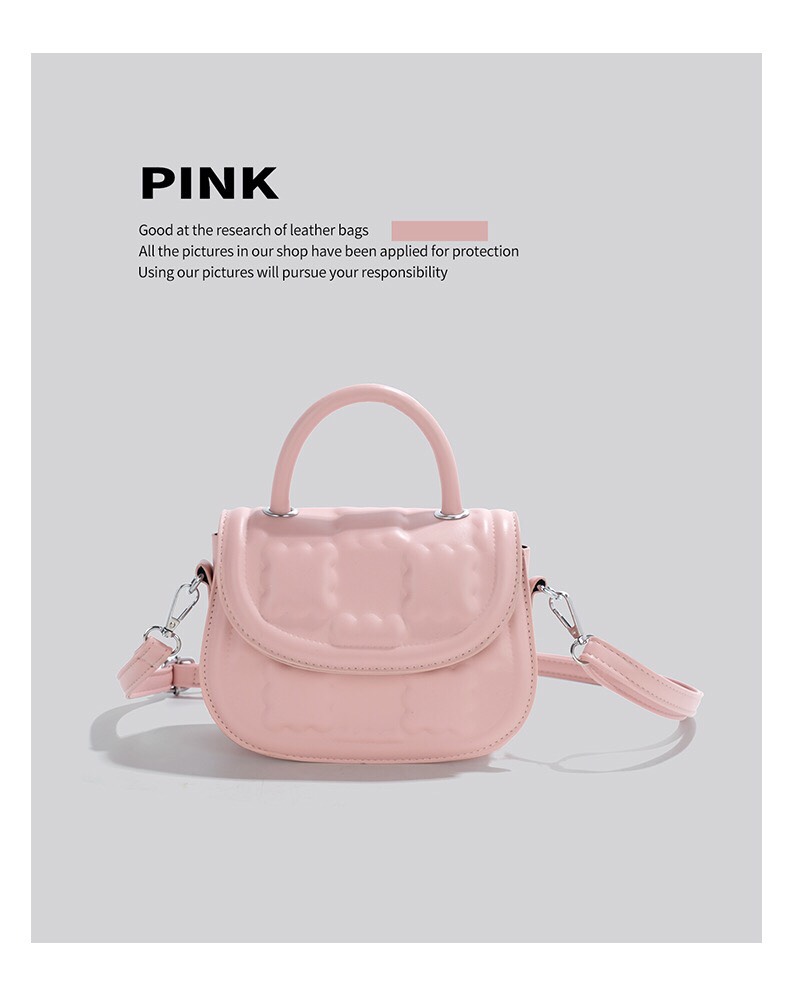 PINK
Good at the research of leather bags
All the pictures in our shop have been applied for protection
Using our pictures will pursue your responsibility